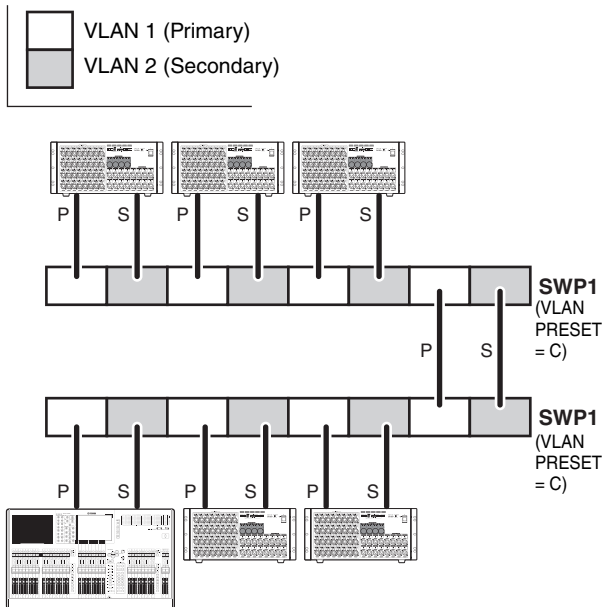 VLAN 1 (Primary)
VLAN 2 (Secondary)
P S P S P S
SWP1
(VLAN
PRESET
= C)
P S
SWP1
(VLAN
PRESET
= C)
P S P S P S